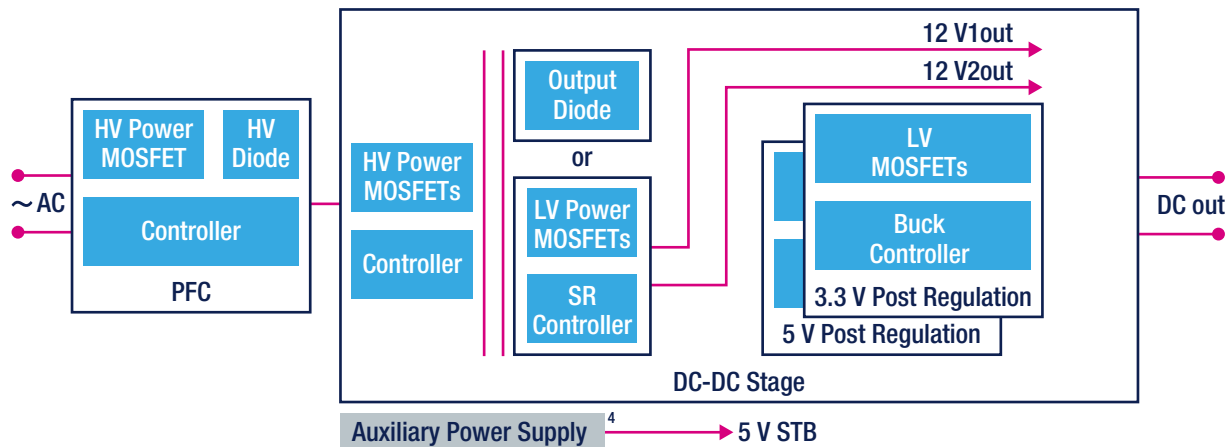 12 V1out
12 V2out
Output
Diode
or
HV Power
MOSFET
HV
Diode
~ AC
Controller
PFC
HV Power
MOSFETs
Controller
LV Power
MOSFETs
SR
Controller
LV
MOSFETs
Buck
Controller
3.3 V Post Regulation
5 V Post Regulation
DC out
DC-DC Stage
Auxiliary Power Supply 4
5 V STB